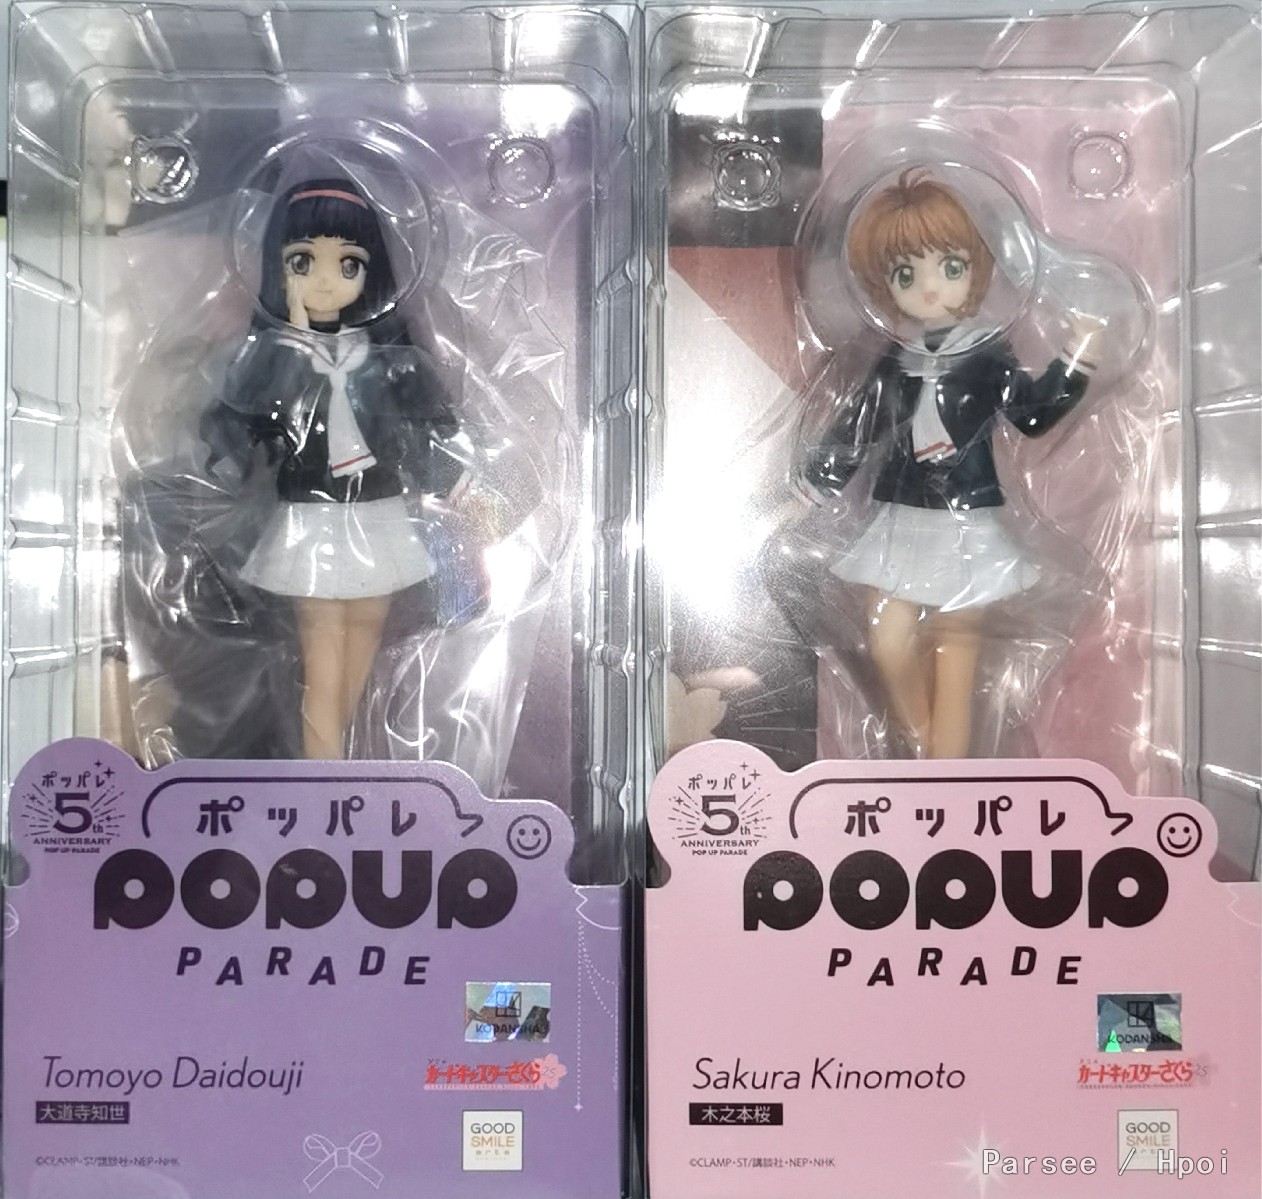 ポッパレ
5th
ANNIVERSARY
POP UP PARADE
ポッパレ
POPUP
PARADE
KODANSHA
Tomoyo Daidouji
大道寺知世
カードキャプターさくら
GOOD
SMILE
arts
©CLAMP・ST/講談社・NEP・NHK
ポッパレ
5th
ANNIVERSARY
POP UP PARADE
ポッパレ
POPUP
PARADE
KODANSHA
Sakura Kinomoto
木之本桜
カードキャプターさくら
GOOD
SMILE
©CLAMP・ST/講談社・NEP・NHK
Parsee / Hpoi